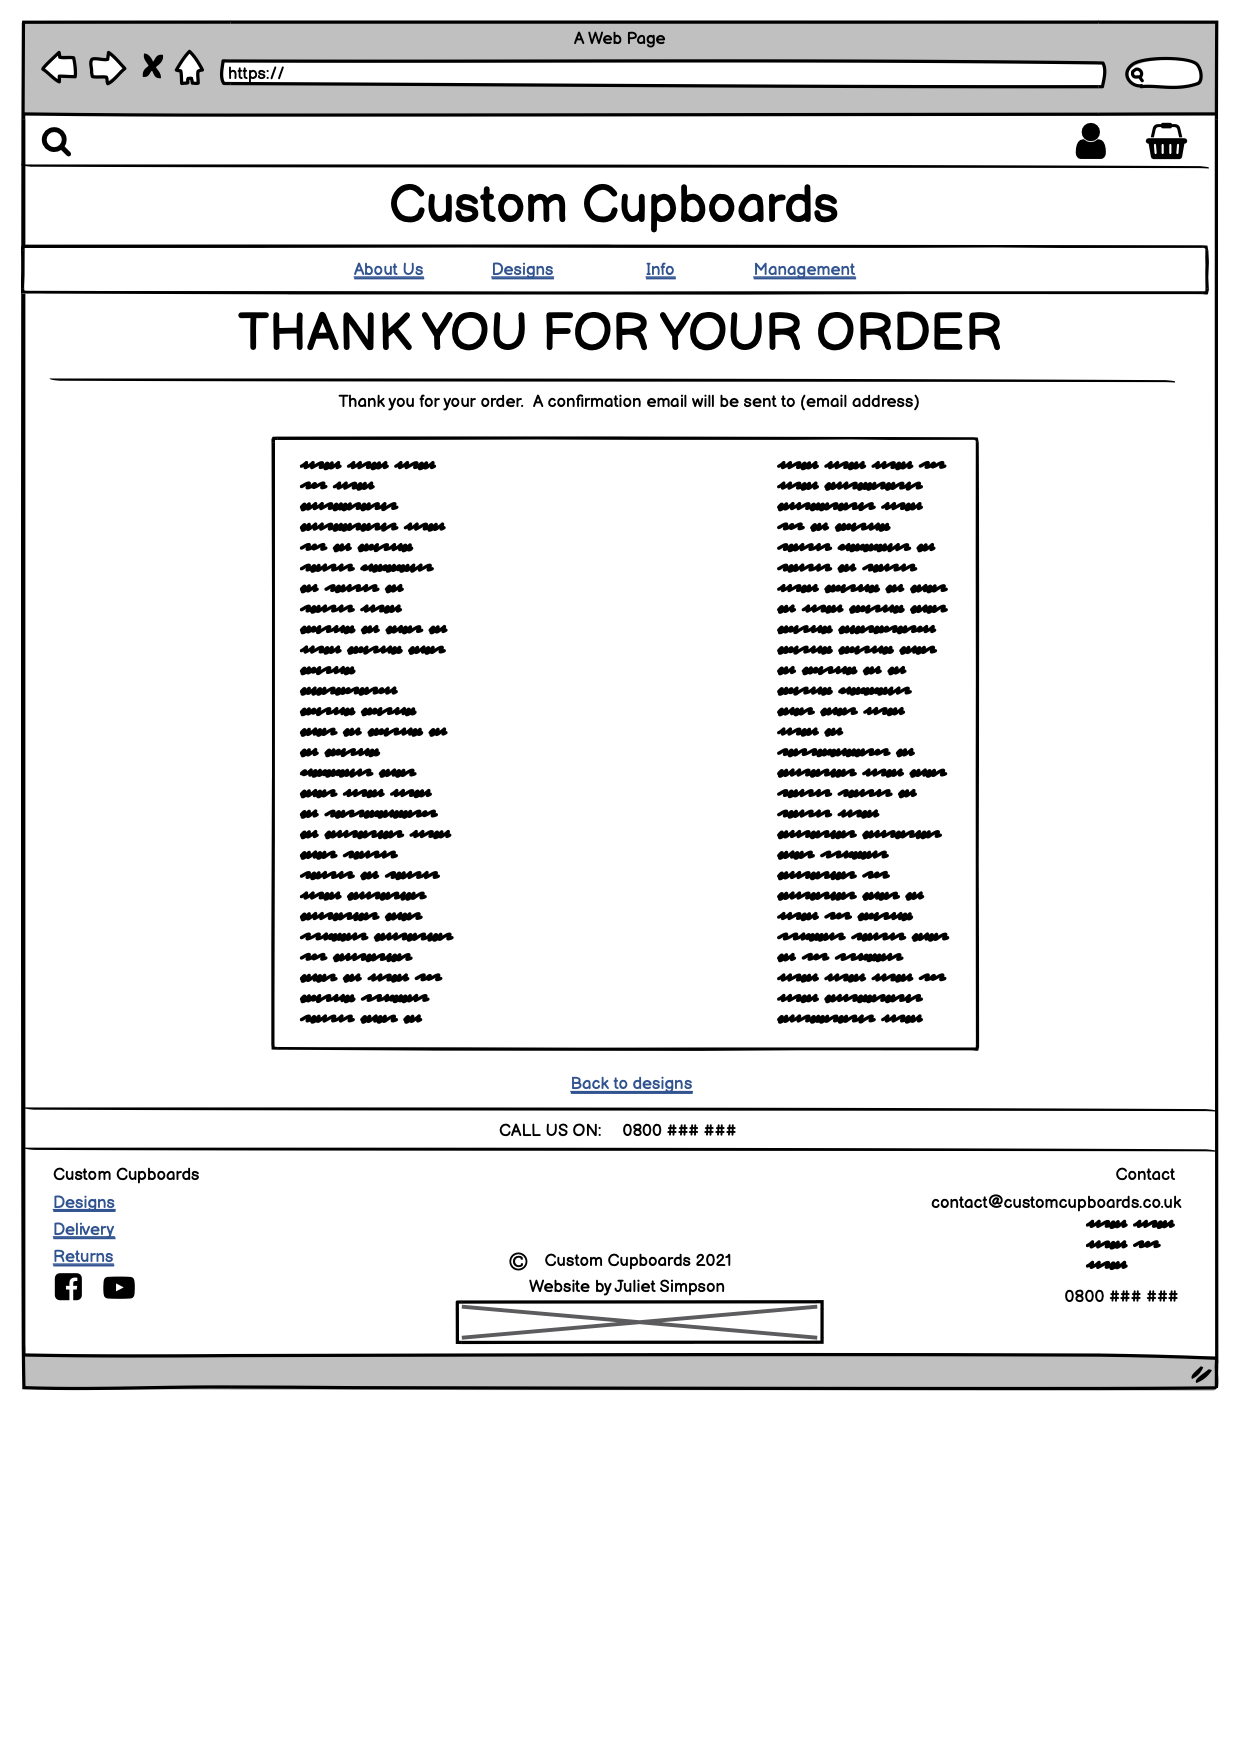 A Web Page
https://
Custom Cupboards
About Us Designs Info Management
THANK YOU FOR YOUR ORDER
Thank you for your order. A confirmation email will be sent to (email address)
Back to designs
CALL US ON: 0800 ### ###
Custom Cupboards
Designs
Delivery
Returns
© Custom Cupboards 2021
Website by Juliet Simpson
Contact
contact@customcupboards.co.uk
0800 ### ###